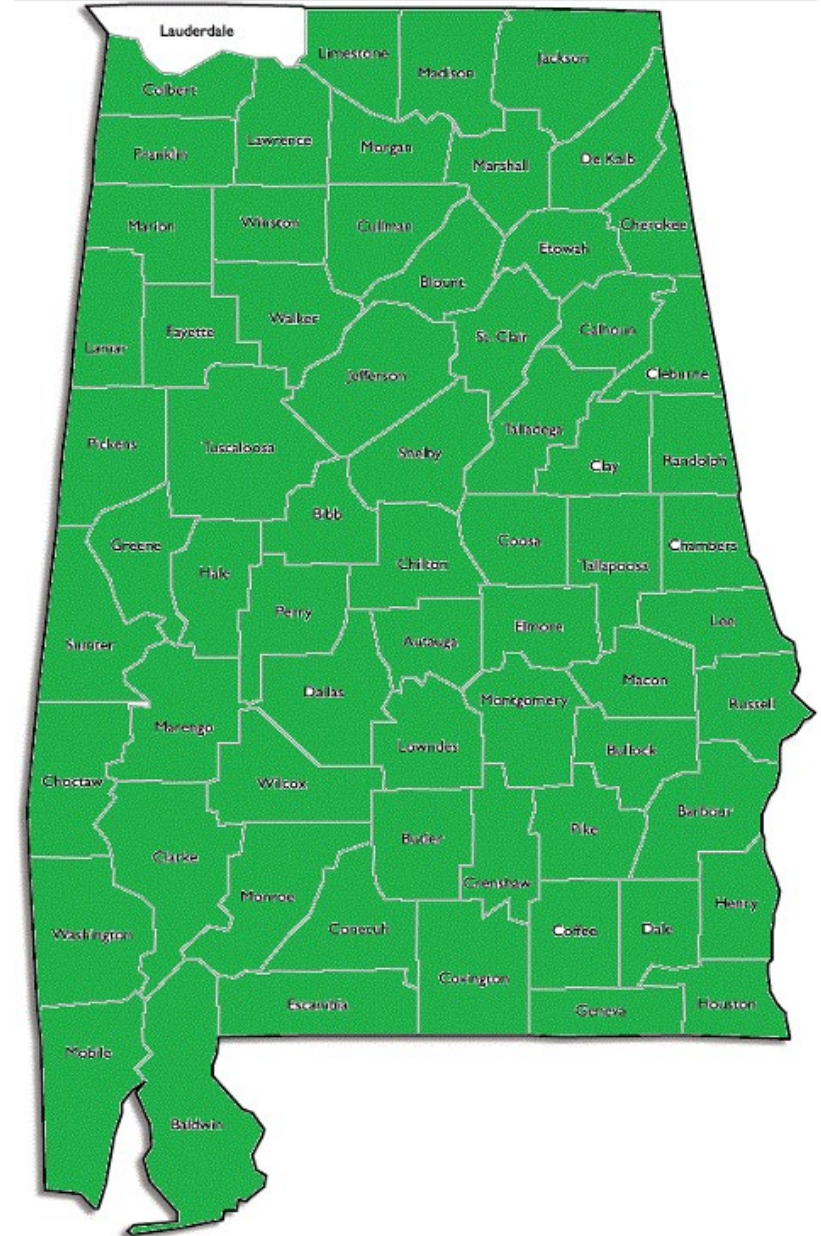 Lauderdale
Limestone
Madison
Jackson
Colbert
Franklin
Lawrence
Morgan
Marshall
De Kalb
Marion
Winston
Cullman
Cherokee
Etowah
Blount
Lamar
Fayette
Walker
St. Clair
Calhoun
Jefferson
Cleburne
Pickens
Tuscaloosa
Shelby
Talladega
Clay
Randolph
Bibb
Greene
Hale
Chilton
Coosa
Tallapoosa
Chambers
Perry
Sumter
Autauga
Elmore
Lee
Dallas
Macon
Montgomery
Russell
Marengo
Lowndes
Bullock
Choctaw
Wilcox
Barbour
Clarke
Butler
Pike
Crenshaw
Monroe
Henry
Washington
Conecuh
Coffee
Dale
Covington
Escambia
Geneva
Houston
Mobile
Baldwin